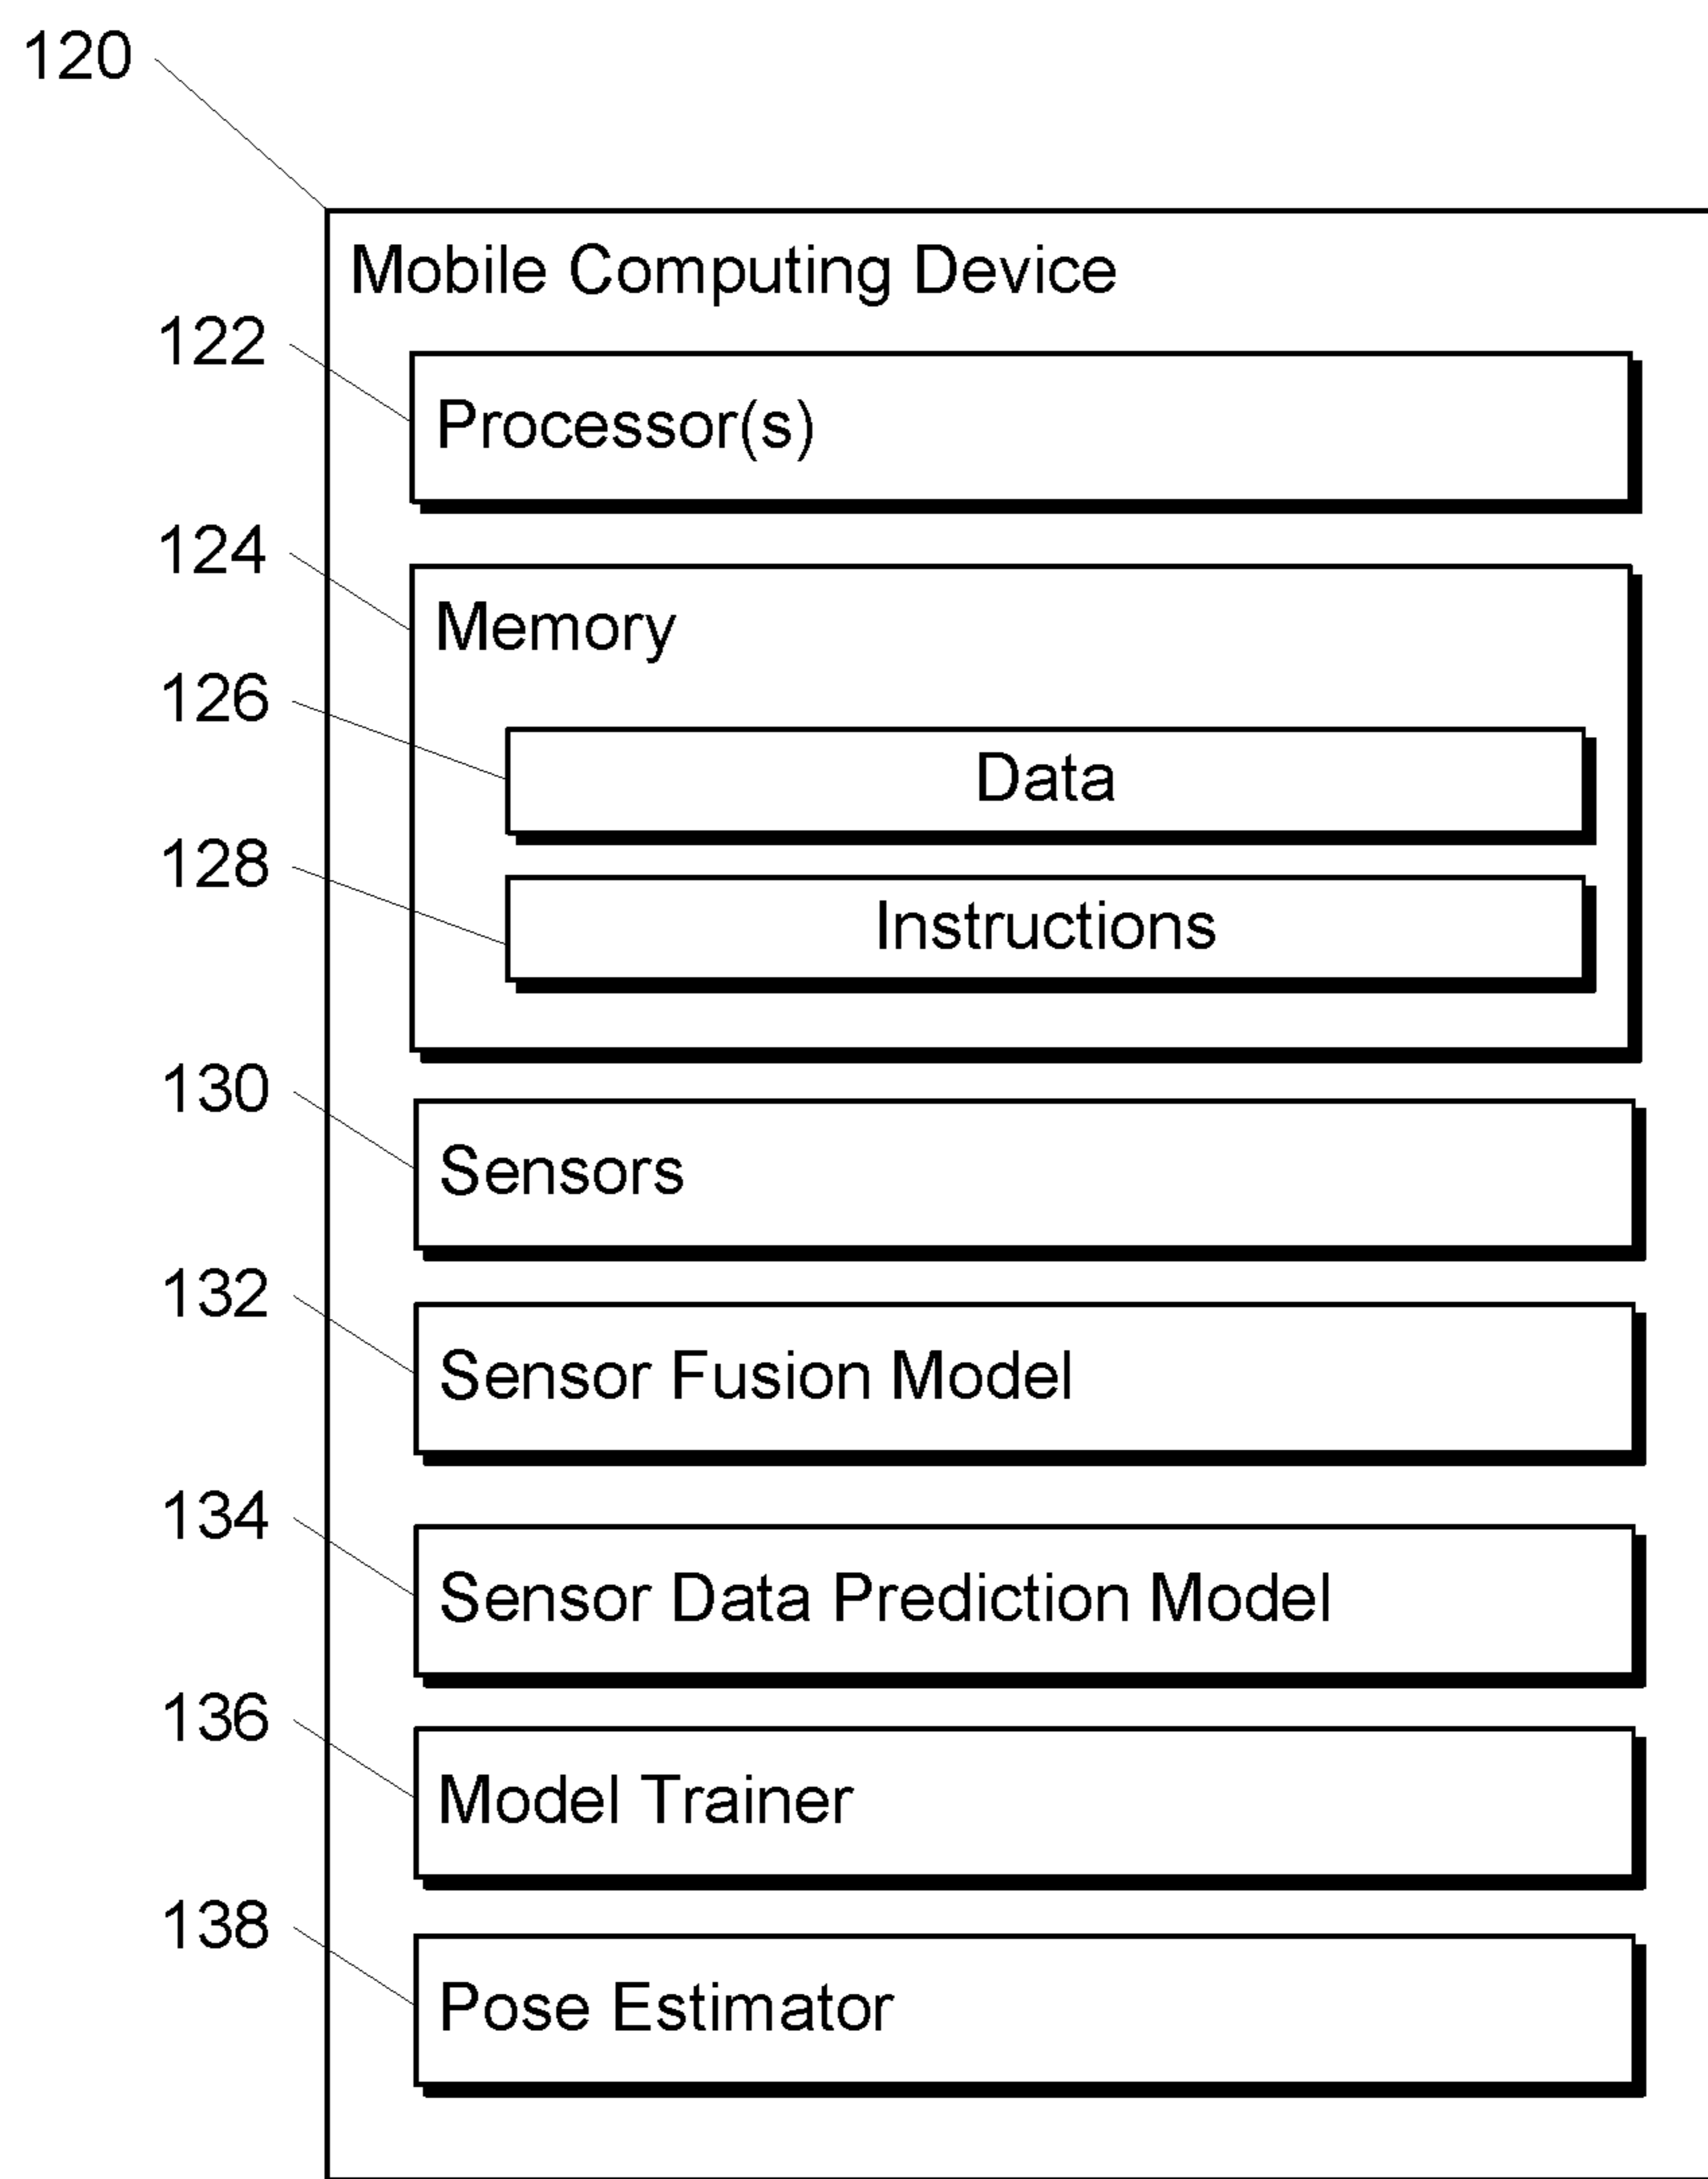 120
Mobile Computing Device
122
Processor(s)
124
Memory
126
Data
128
Instructions
130
Sensors
132
Sensor Fusion Model
134
Sensor Data Prediction Model
136
Model Trainer
138
Pose Estimator